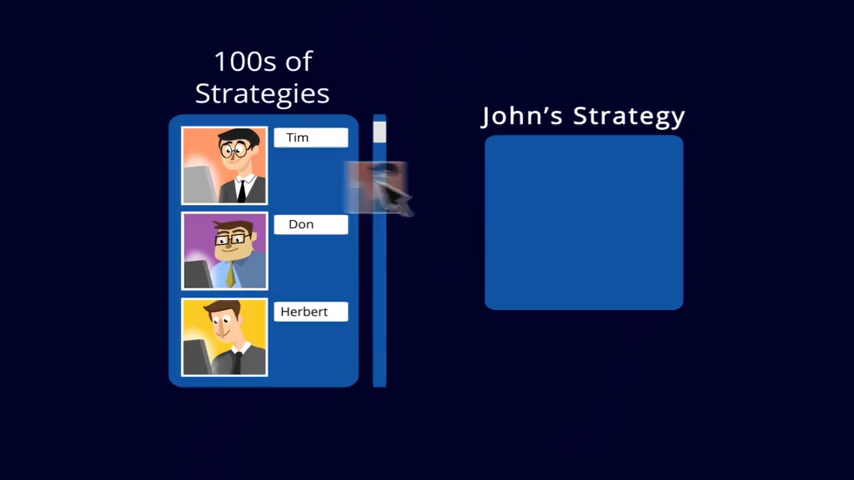 100s of
Strategies
Tim
Don
Herbert
John's Strategy